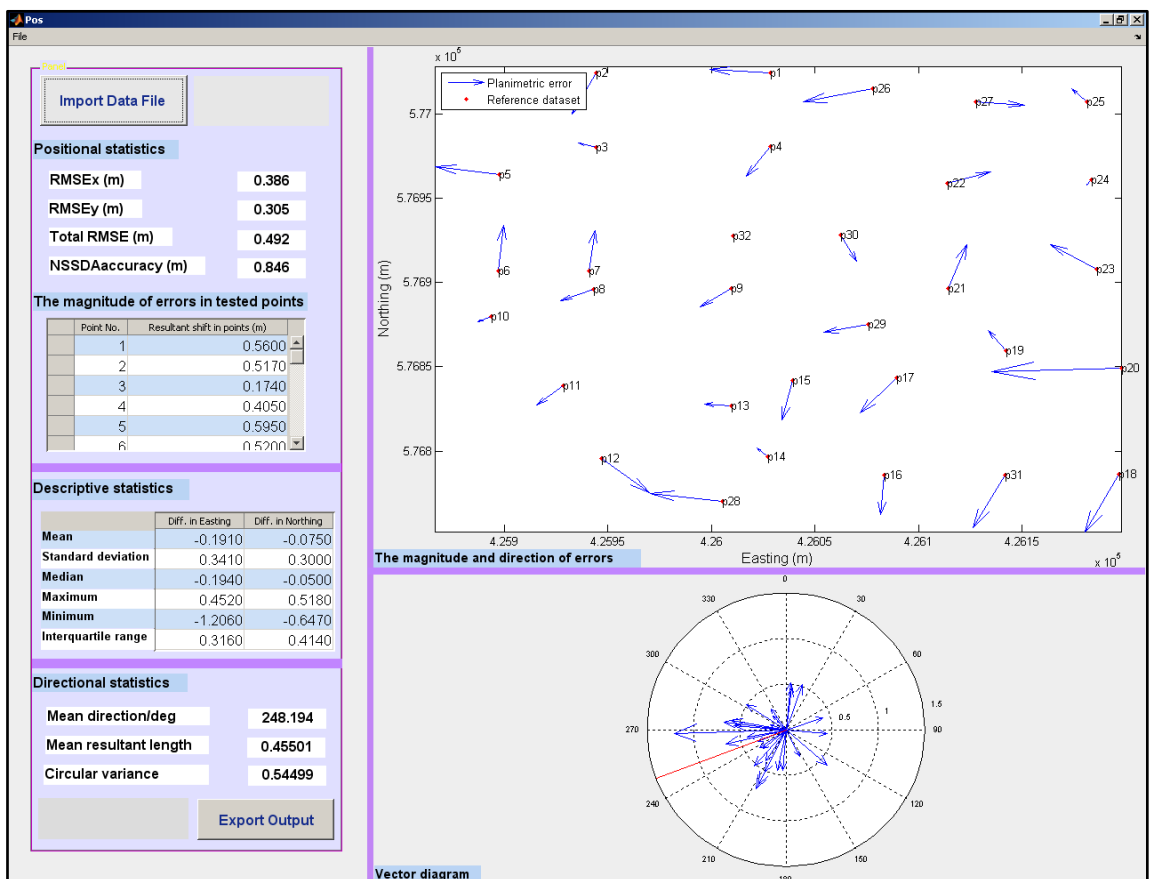 Pos
File
Import Data File
Positional statistics
RMSEx (m) 0.386
RMSEy (m) 0.305
Total RMSE (m) 0.492
NSSDAaccuracy (m) 0.846
The magnitude of errors in tested points
Point No. Resultant shift in points (m)
1 0.5600
2 0.5170
3 0.1740
4 0.4050
5 0.5950
6 0.5200
Descriptive statistics
Diff. in Easting Diff. in Northing
Mean -0.1910 -0.0750
Standard deviation 0.3410 0.3000
Median -0.1940 -0.0500
Maximum 0.4520 0.5180
Minimum -1.2060 -0.6470
Interquartile range 0.3160 0.4140
Directional statistics
Mean direction/deg 248.194
Mean resultant length 0.45501
Circular variance 0.54499
Export Output
x 10^5
Planimetric error
Reference dataset
p2
p1
p26
p27
p25
5.77
p3
p4
p5
p22
p24
5.7695
p32
p30
p6
p7
p23
5.769
p8
p9
p21
p10
p29
p19
5.7685
p20
p11
p15
p17
p13
5.768
p12
p14
p16
p31
p18
p28
Northing (m)
4.259 4.2595 4.26 4.2605 4.261 4.2615
Easting (m)
x 10^5
The magnitude and direction of errors
0
330
30
300
60
1.5
1
0.5
270
90
240
120
210
150
180
Vector diagram